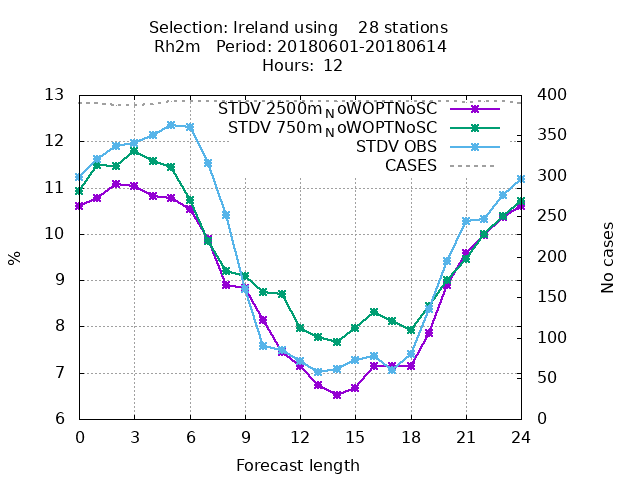 Selection: Ireland using    28 stations
Rh2m   Period: 20180601-20180614
Hours:  12
STDV 2500m_NoWOPTNoSC
STDV 750m_NoWOPTNoSC
STDV OBS
CASES
%
13
12
11
10
9
8
7
6
400
350
300
250
200
150
100
50
0
No cases
0 3 6 9 12 15 18 21 24
Forecast length